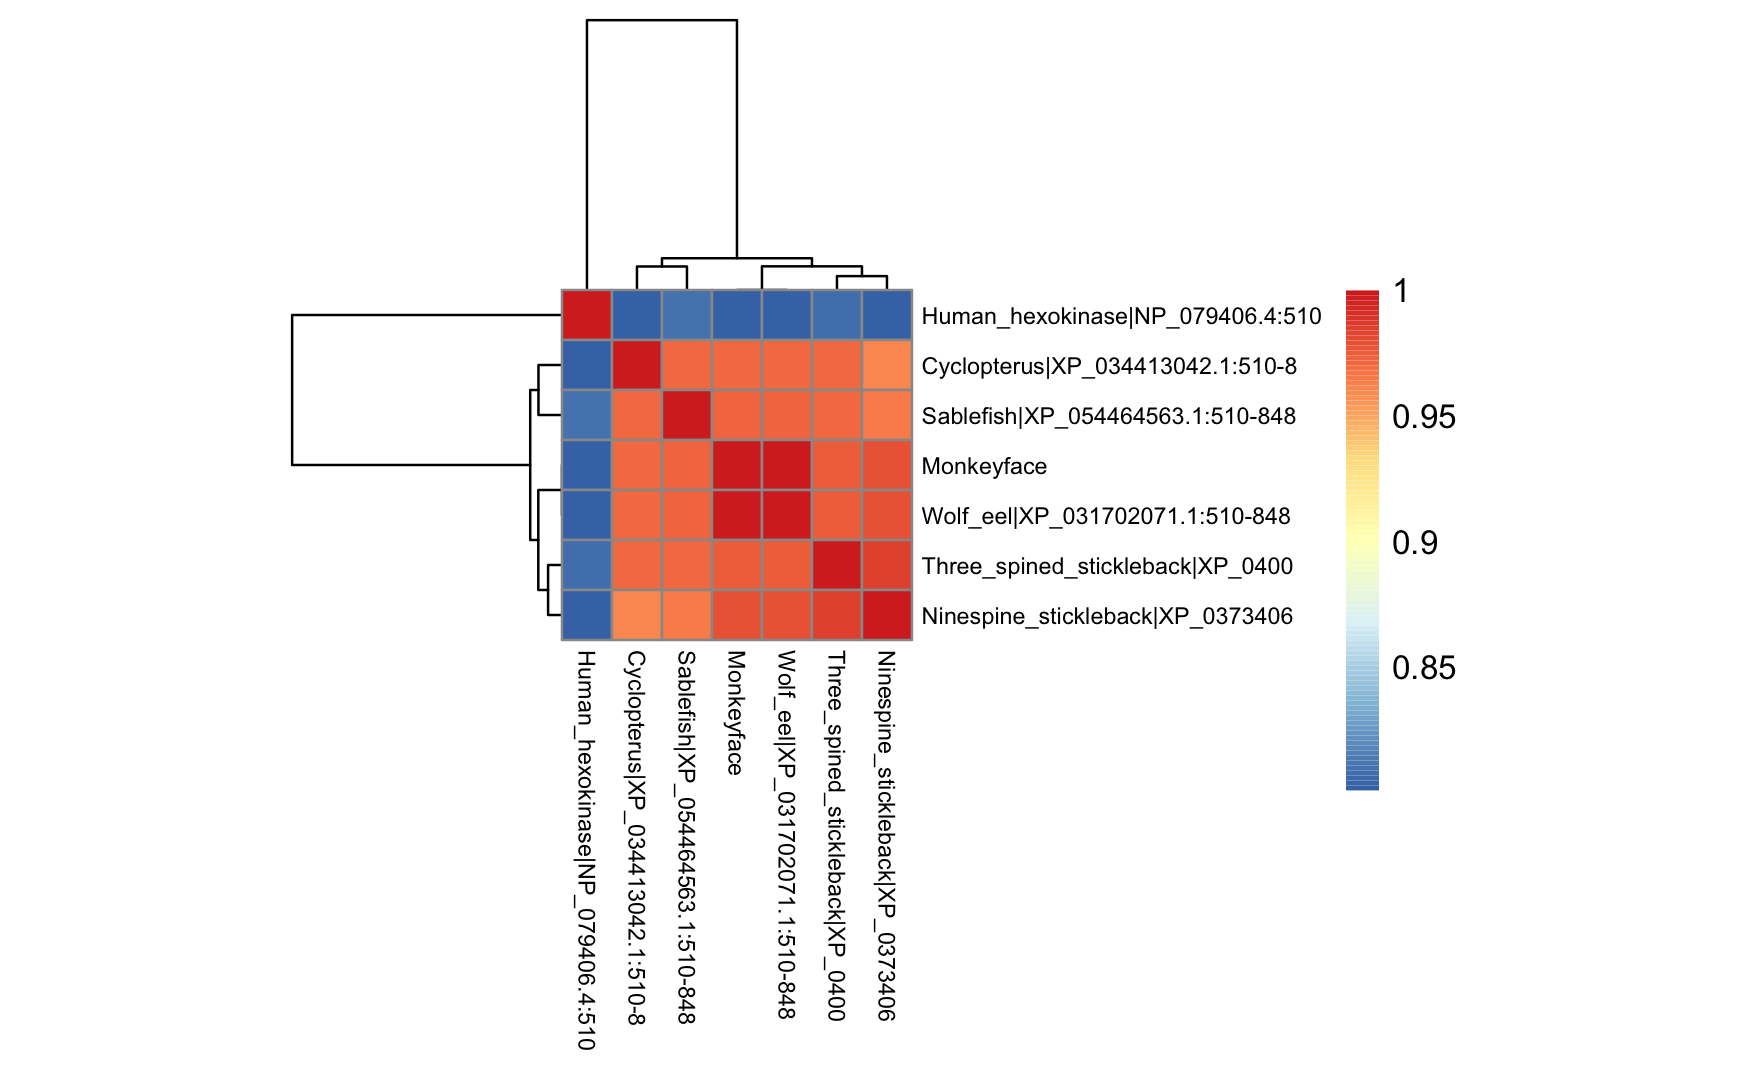 1
0.95
0.9
0.85
Human_hexokinase|NP_079406.4:510
Cyclopterus|XP_034413042.1:510-8
Sablefish|XP_054464563.1:510-848
Monkeyface
Wolf_eel|XP_031702071.1:510-848
Three_spined_stickleback|XP_0400
Ninespine_stickleback|XP_0373406
Human_hexokinase|NP_079406.4:510
Cyclopterus|XP_034413042.1:510-8
Sablefish|XP_054464563.1:510-848
Monkeyface
Wolf_eel|XP_031702071.1:510-848
Three_spined_stickleback|XP_0400
Ninespine_stickleback|XP_0373406